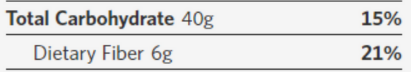 Total Carbohydrate 40g 15%
Dietary Fiber 6g 21%